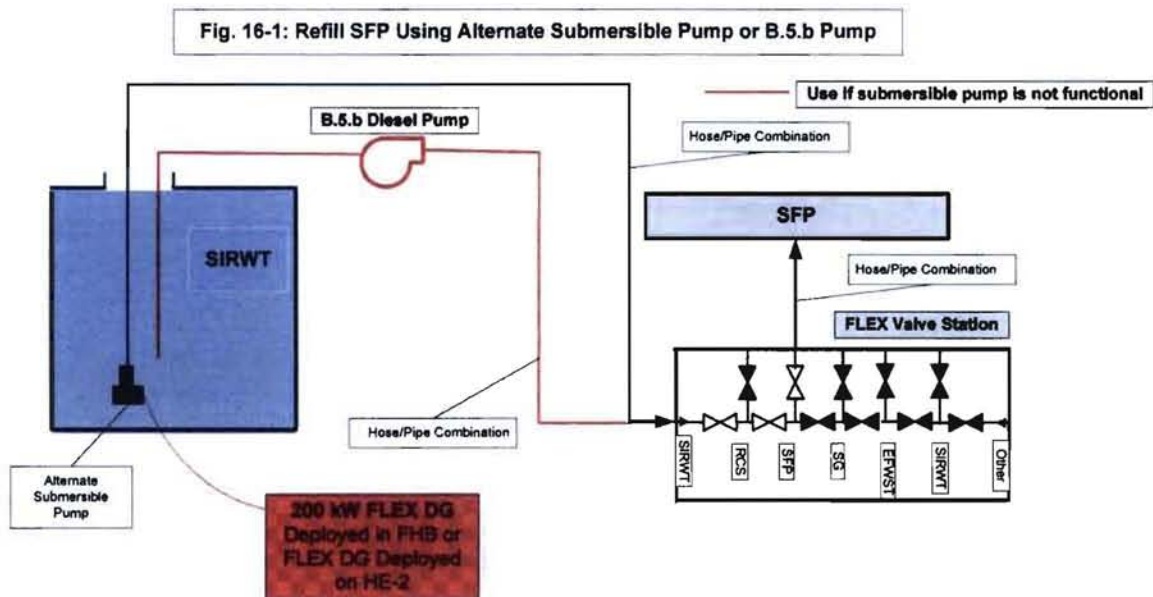 Fig. 16-1: Refill SFP Using Alternate Submersible Pump or B.5.b Pump
Use if submersible pump is not functional
B.5.b Diesel Pump
Hose/Pipe Combination
SFP
SIRWT
Hose/Pipe Combination
FLEX Valve Station
Hose/Pipe Combination
SIRWT
RCS
SFP
SG
EFWST
SIRWT
Other
Alternate
Submersible
Pump
200 kW FLEX DG
Deployed in FHB or
FLEX DG Deployed
on HE-2